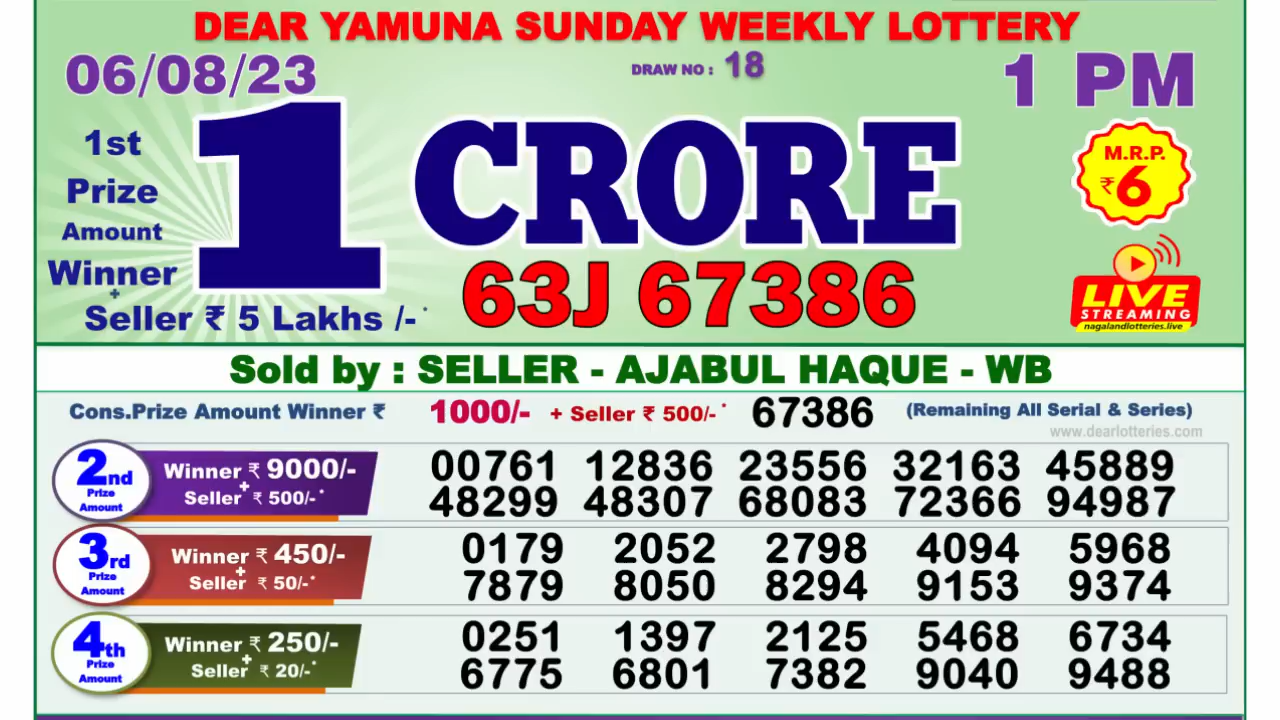 DEAR YAMUNA SUNDAY WEEKLY LOTTERY
06/08/23 DRAW NO : 18 1 PM
1st
Prize
Amount
Winner
+
Seller ₹ 5 Lakhs /- *
1 CRORE
63J 67386
M.R.P.
₹6
LIVE
STREAMING
nagalandlotteries.live
Sold by : SELLER - AJABUL HAQUE - WB
Cons.Prize Amount Winner ₹ 1000/- + Seller ₹ 500/- * 67386 (Remaining All Serial & Series)
www.dearlotteries.com
2nd
Prize
Amount
Winner ₹ 9000/-
+
Seller ₹ 500/-*
00761 12836 23556 32163 45889
48299 48307 68083 72366 94987
3rd
Prize
Amount
Winner ₹ 450/-
+
Seller ₹ 50/-*
0179 2052 2798 4094 5968
7879 8050 8294 9153 9374
4th
Prize
Amount
Winner ₹ 250/-
+
Seller ₹ 20/-*
0251 1397 2125 5468 6734
6775 6801 7382 9040 9488